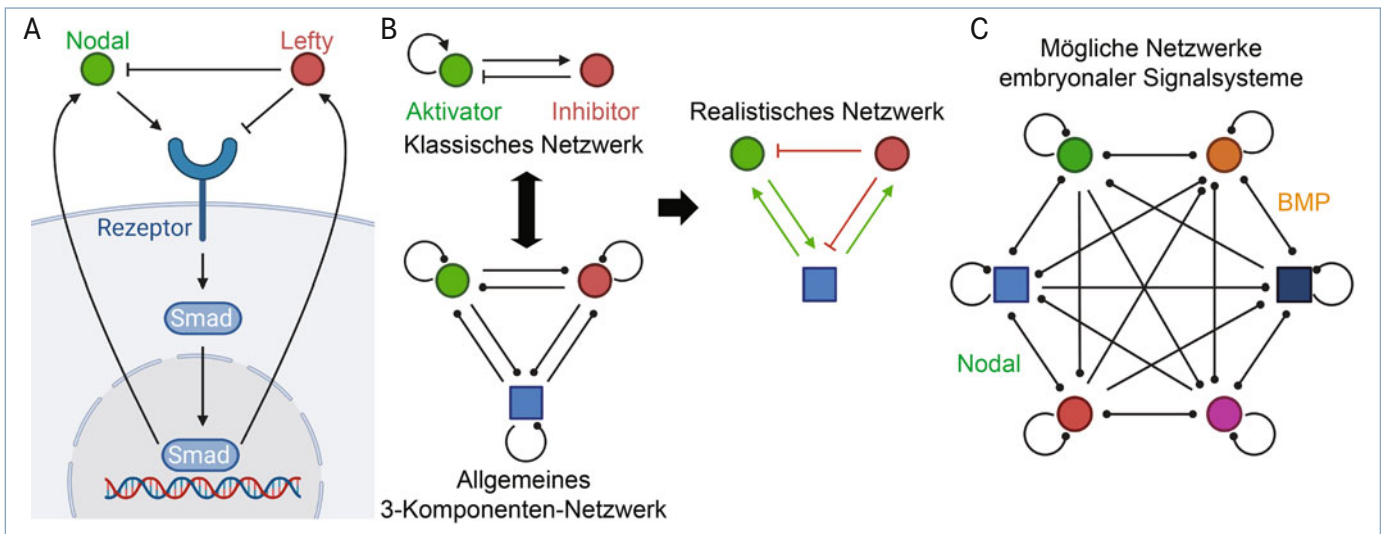 A
Nodal
Lefty
Rezeptor
Smad
Smad
B
Aktivator
Inhibitor
Klassisches Netzwerk
Allgemeines
3-Komponenten-Netzwerk
Realistisches Netzwerk
C
Mögliche Netzwerke
embryonaler Signalsysteme
BMP
Nodal